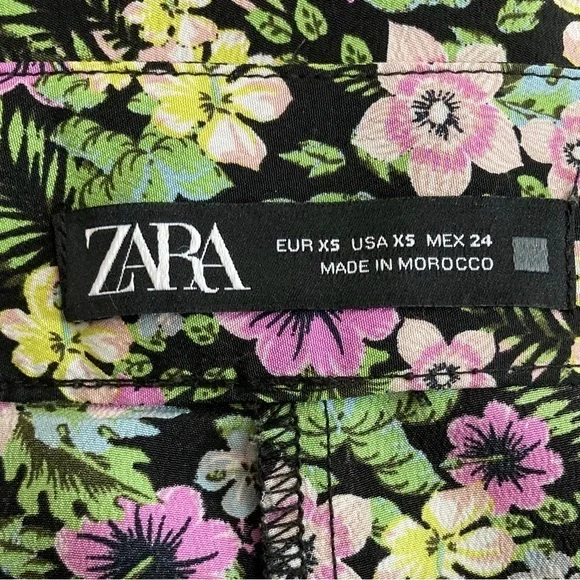 ZARA
EUR XS USA XS MEX 24
MADE IN MOROCCO